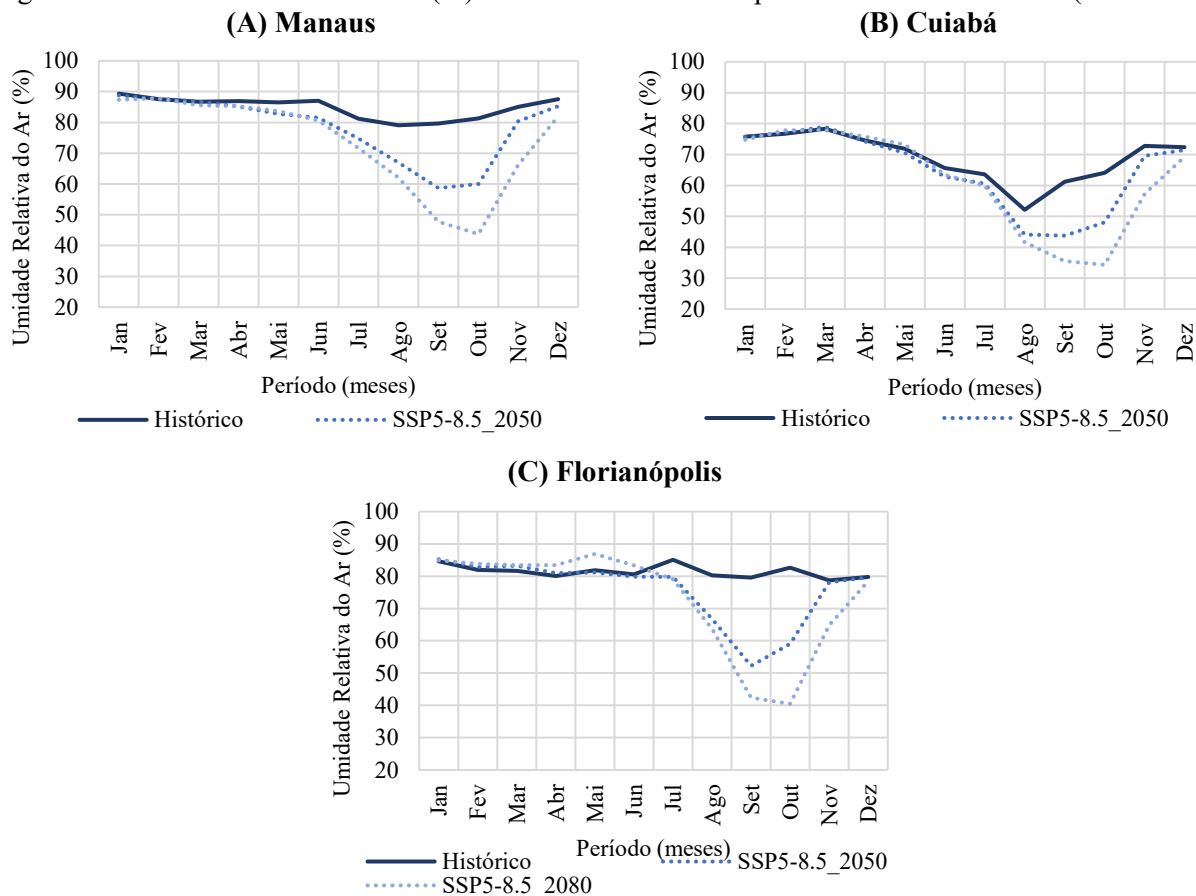 (A) Manaus
Umidade Relativa do Ar (%)
100
90
80
70
60
50
40
30
20
Jan Fev Mar Abr Mai Jun Jul Ago Set Out Nov Dez
Período (meses)
Histórico SSP5-8.5_2050
(B) Cuiabá
Umidade Relativa do Ar (%)
100
90
80
70
60
50
40
30
20
Jan Fev Mar Abr Mai Jun Jul Ago Set Out Nov Dez
Período (meses)
Histórico SSP5-8.5_2050
(C) Florianópolis
Umidade Relativa do Ar (%)
100
90
80
70
60
50
40
30
20
Jan Fev Mar Abr Mai Jun Jul Ago Set Out Nov Dez
Período (meses)
Histórico SSP5-8.5_2050
SSP5-8.5_2080